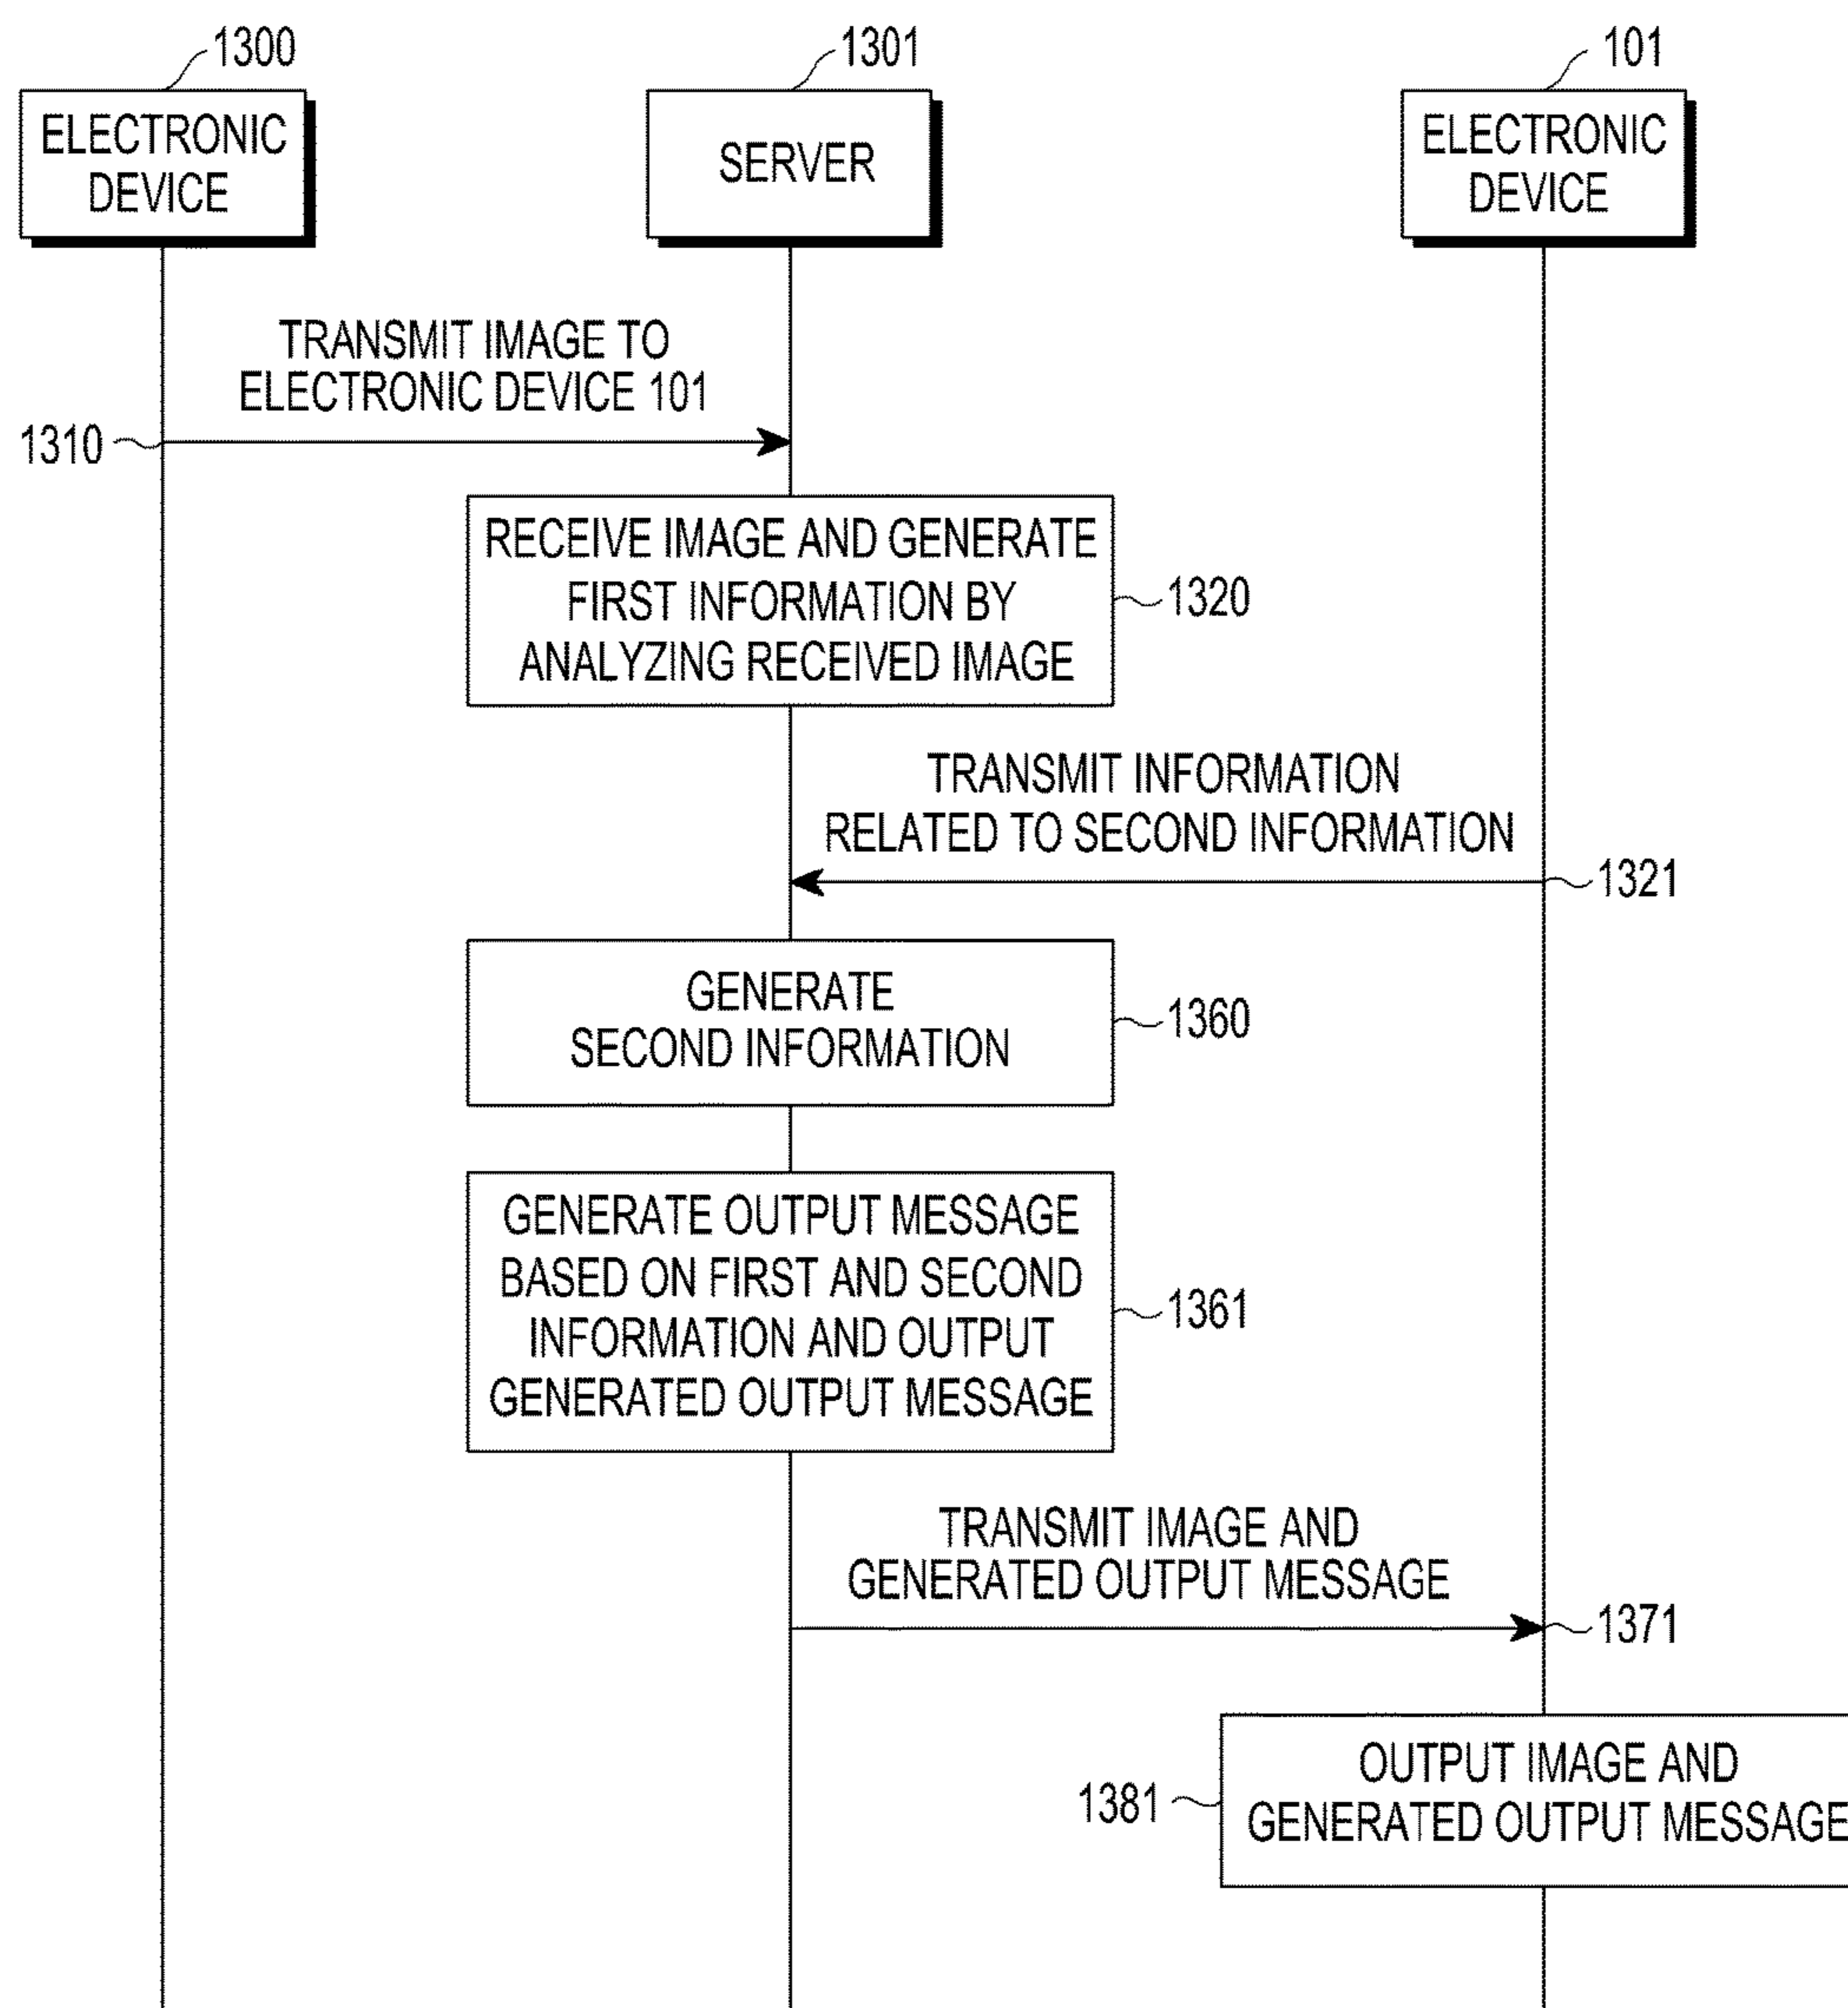 1300
1301
101
ELECTRONIC
DEVICE
SERVER
ELECTRONIC
DEVICE
TRANSMIT IMAGE TO
ELECTRONIC DEVICE 101
1310
RECEIVE IMAGE AND GENERATE
FIRST INFORMATION BY
ANALYZING RECEIVED IMAGE
1320
TRANSMIT INFORMATION
RELATED TO SECOND INFORMATION
1321
GENERATE
SECOND INFORMATION
1360
GENERATE OUTPUT MESSAGE
BASED ON FIRST AND SECOND
INFORMATION AND OUTPUT
GENERATED OUTPUT MESSAGE
1361
TRANSMIT IMAGE AND
GENERATED OUTPUT MESSAGE
1371
OUTPUT IMAGE AND
GENERATED OUTPUT MESSAGE
1381